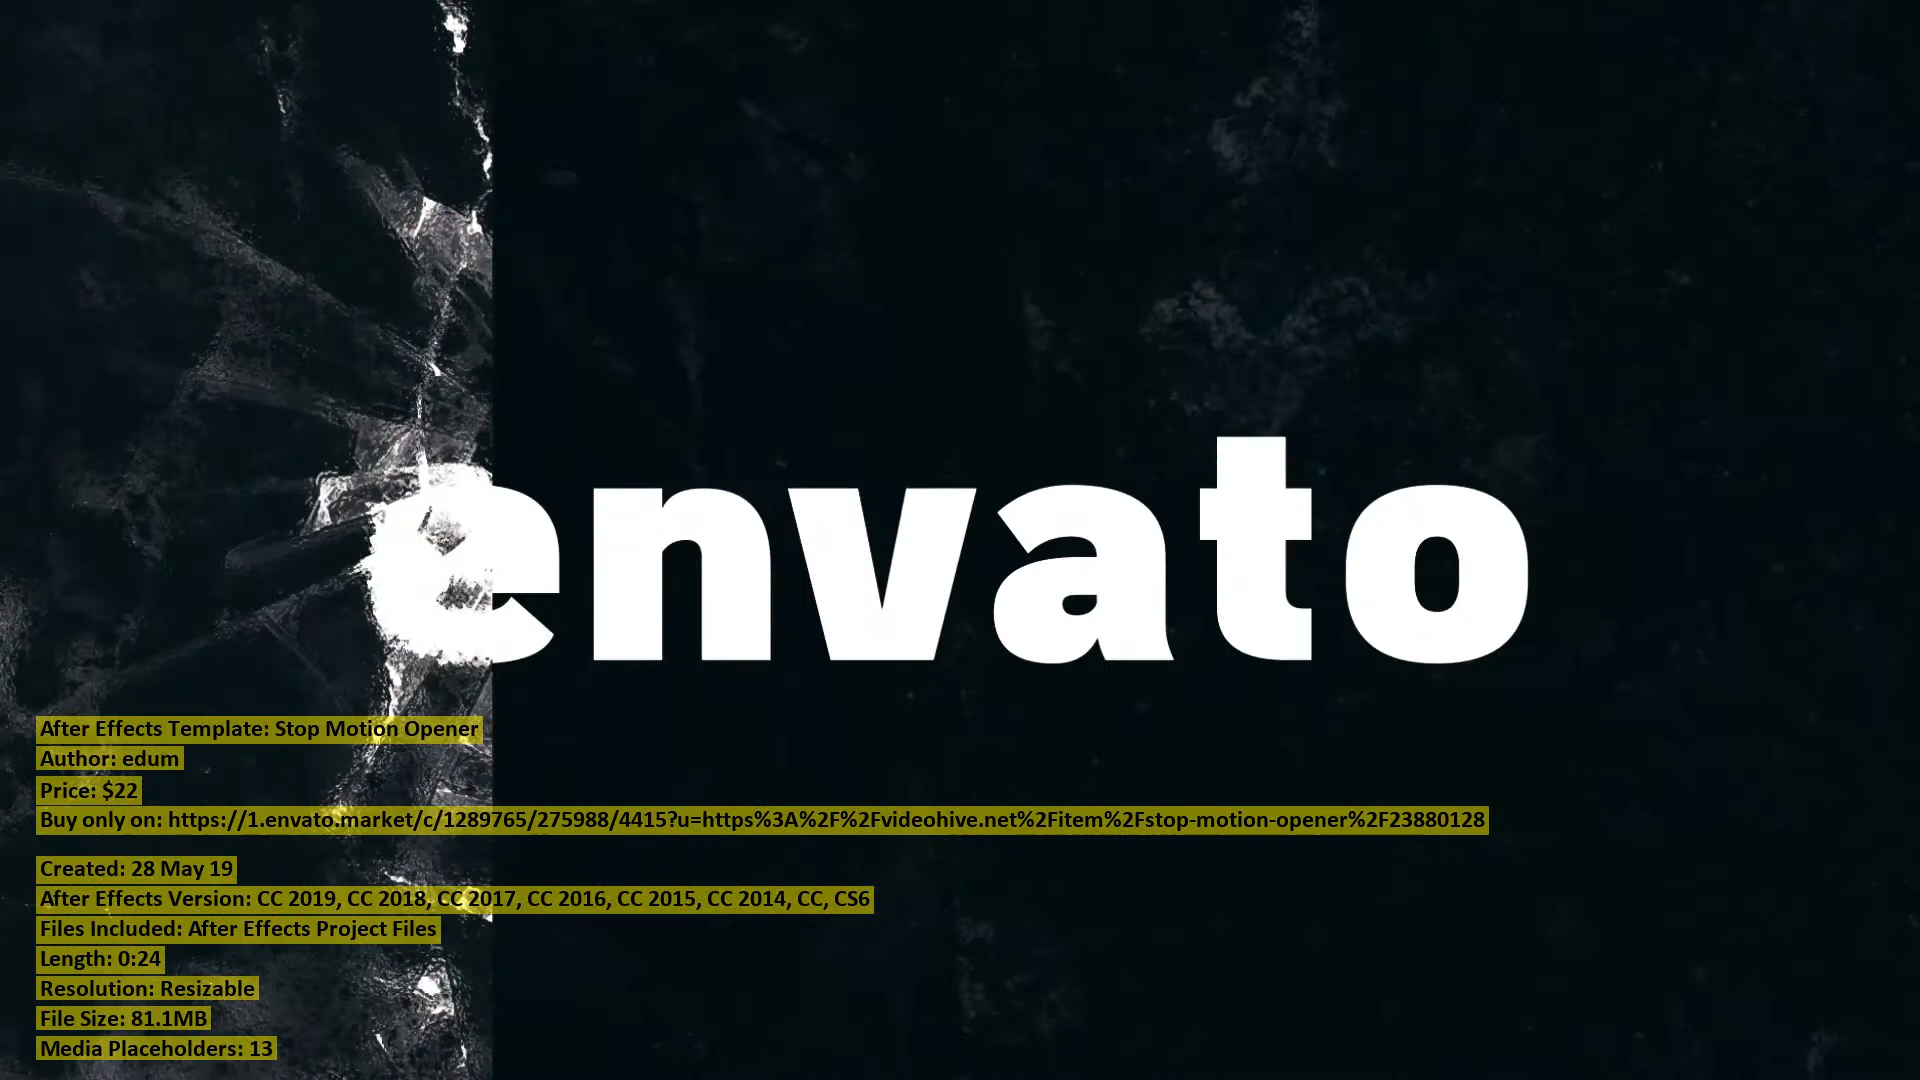 envato
After Effects Template: Stop Motion Opener
Author: edum
Price: $22
Buy only on: https://1.envato.market/c/1289765/275988/4415?u=https%3A%2F%2Fvideohive.net%2Fitem%2Fstop-motion-opener%2F23880128
Created: 28 May 19
After Effects Version: CC 2019, CC 2018, CC 2017, CC 2016, CC 2015, CC 2014, CC, CS6
Files Included: After Effects Project Files
Length: 0:24
Resolution: Resizable
File Size: 81.1MB
Media Placeholders: 13